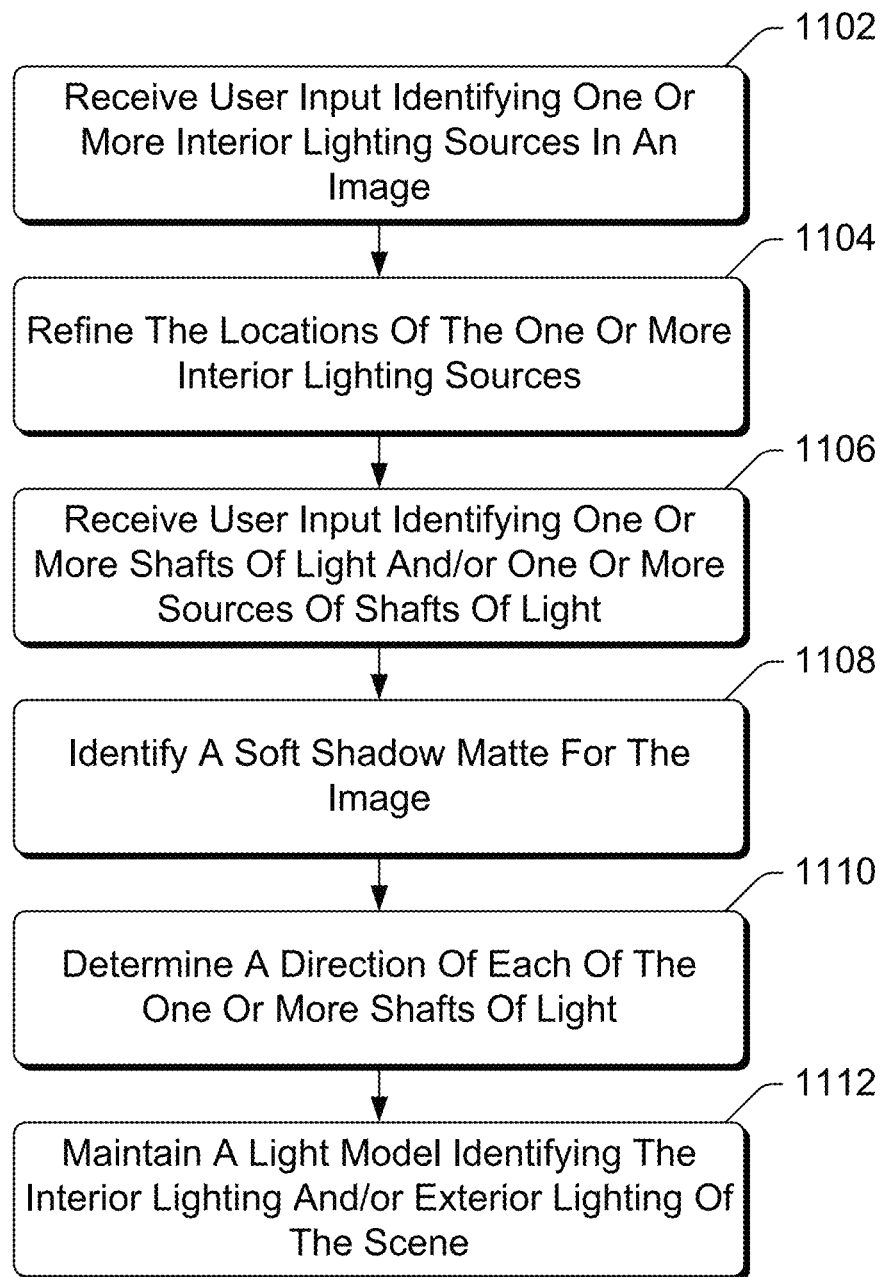 1102
Receive User Input Identifying One Or
More Interior Lighting Sources In An
Image
1104
Refine The Locations Of The One Or More
Interior Lighting Sources
1106
Receive User Input Identifying One Or
More Shafts Of Light And/or One Or More
Sources Of Shafts Of Light
1108
Identify A Soft Shadow Matte For The
Image
1110
Determine A Direction Of Each Of The
One Or More Shafts Of Light
1112
Maintain A Light Model Identifying The
Interior Lighting And/or Exterior Lighting Of
The Scene